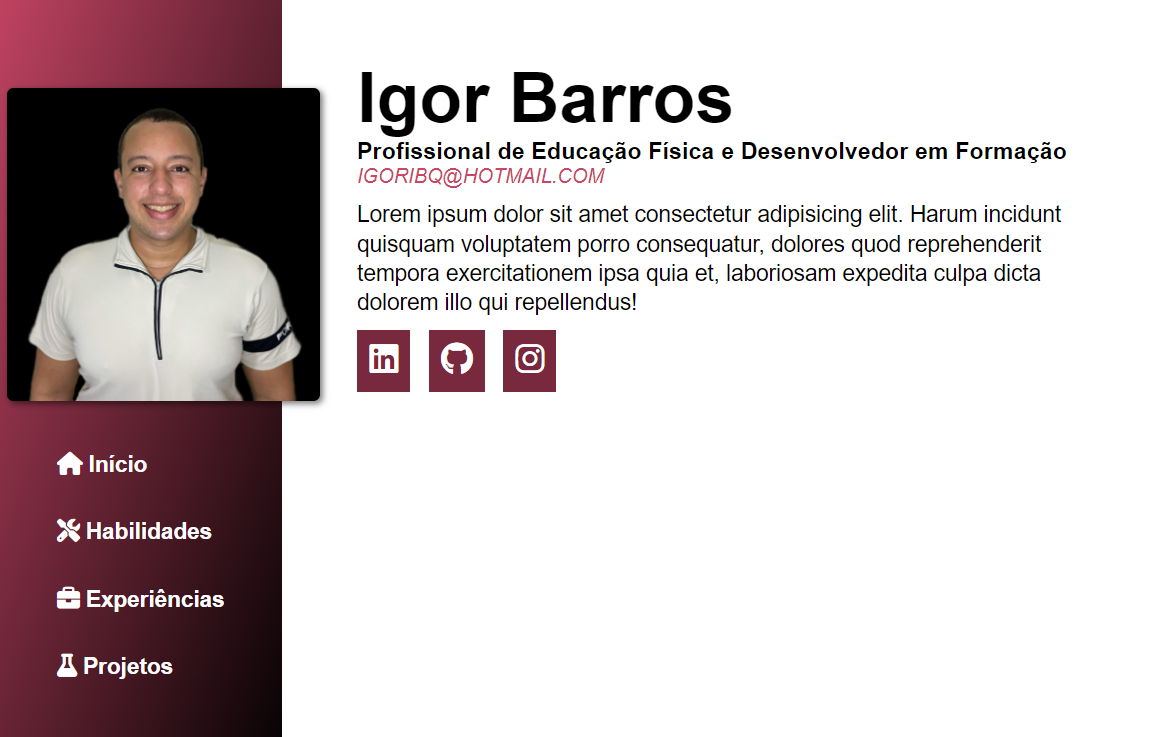 Igor Barros
Profissional de Educação Física e Desenvolvedor em Formação
IGORIBQ@HOTMAIL.COM
Lorem ipsum dolor sit amet consectetur adipisicing elit. Harum incidunt
quisquam voluptatem porro consequatur, dolores quod reprehenderit
tempora exercitationem ipsa quia et, laboriosam expedita culpa dicta
dolorem illo qui repellendus!
in
Início
Habilidades
Experiências
Projetos